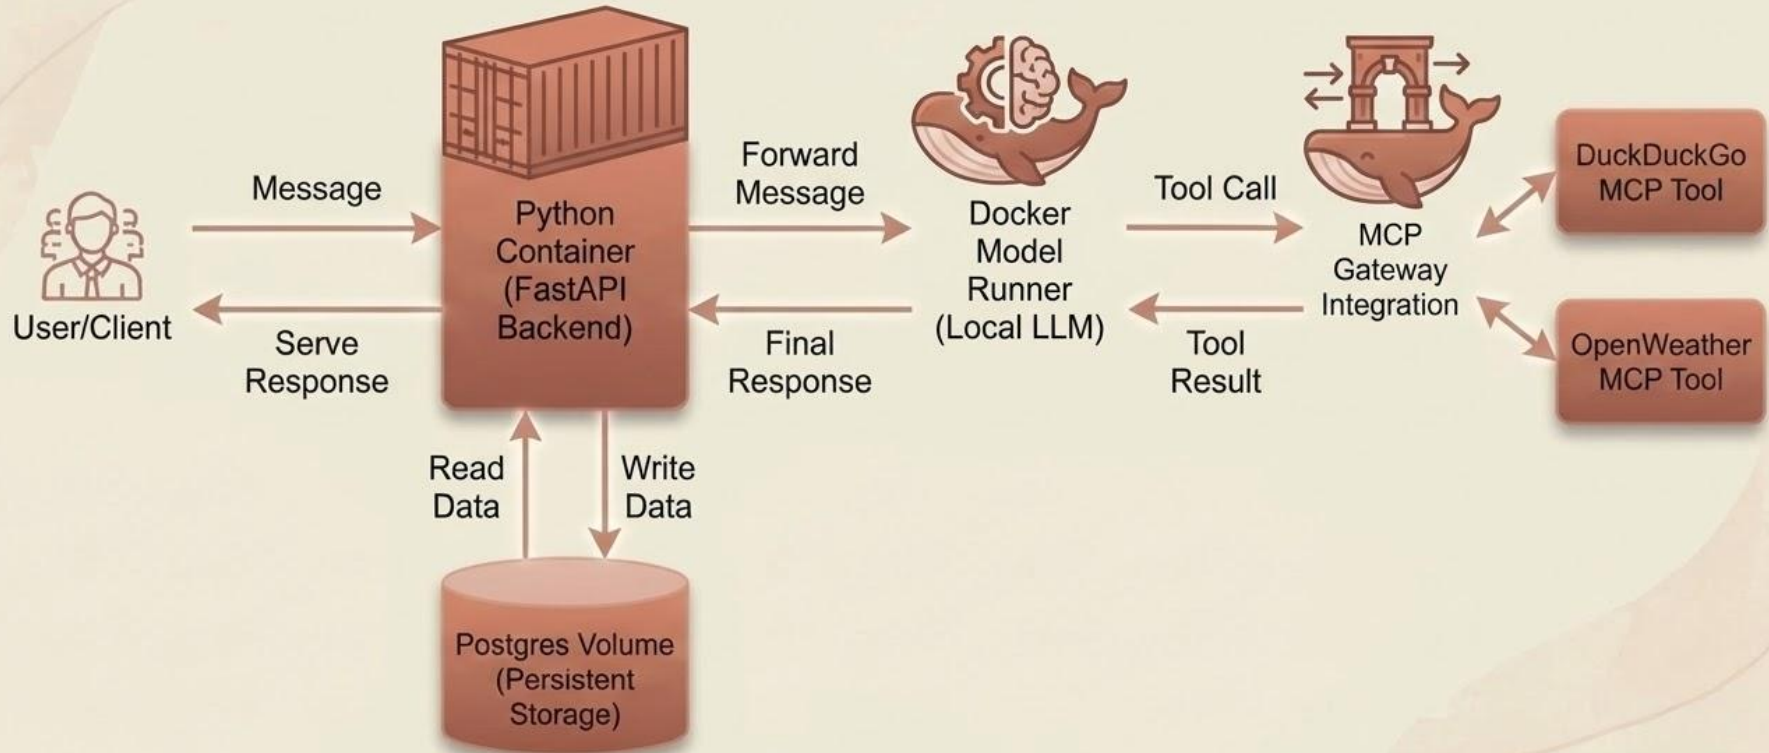 Message
User/Client
Serve
Response
Python
Container
(FastAPI
Backend)
Forward
Message
Final
Response
Docker
Model
Runner
(Local LLM)
Tool Call
Tool
Result
MCP
Gateway
Integration
DuckDuckGo
MCP Tool
OpenWeather
MCP Tool
Read
Data
Write
Data
Postgres Volume
(Persistent
Storage)